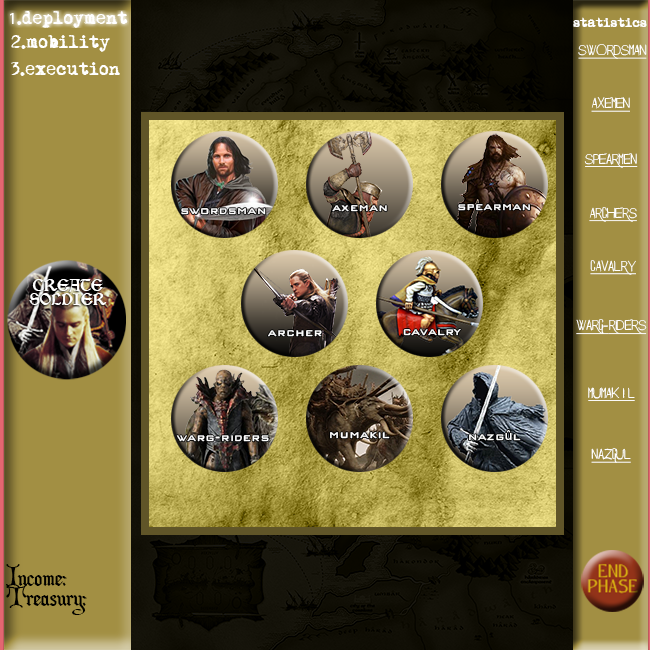 1.deployment
2.mobility
3.execution
CREATE
SOLDIER
Income:
Treasury:
SWORDSMAN
AXEMAN
SPEARMAN
ARCHER
CAVALRY
WARG-RIDERS
MUMAKIL
NAZGÜL
statistics
SWORDSMAN
AXEMEN
SPEARMEN
ARCHERS
CAVALRY
WARG-RIDERS
MUMAKIL
NAZGUL
END
PHASE